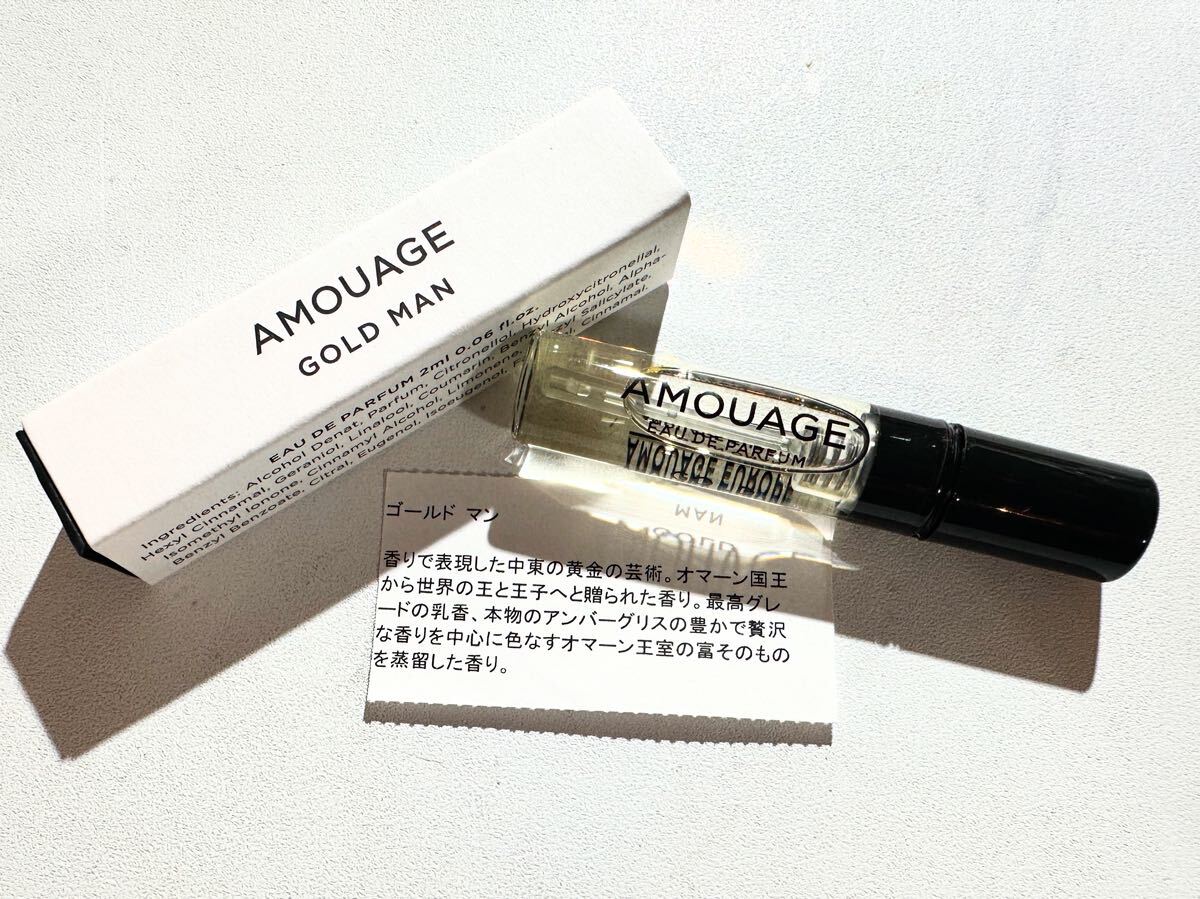 AMOUAGE
GOLD MAN
EAU DE PARFUM 2ml 0.06 fl.oz.
Ingredients: Alcohol Denat, Parfum, Citronellol, Hydroxycitronellal,
Hexyl Cinnamal, Geraniol, Linalool, Coumarin, Benzyl Alcohol, Alpha-
Isomethyl Ionone, Cinnamyl Alcohol, Limonene, Salicylate,
Benzyl Benzoate, Citral, Eugenol, Isoeugenol, Cinnamal.
AMOUAGE
EAU DE PARFUM
AMOUAGE EUROPE
MAN
ゴールド マン
香りで表現した中東の黄金の芸術。オマーン国王
から世界の王と王子へと贈られた香り。最高グレ
ードの乳香、本物のアンバーグリスの豊かで贅沢
な香りを中心に色なすオマーン王室の富そのもの
を蒸留した香り。